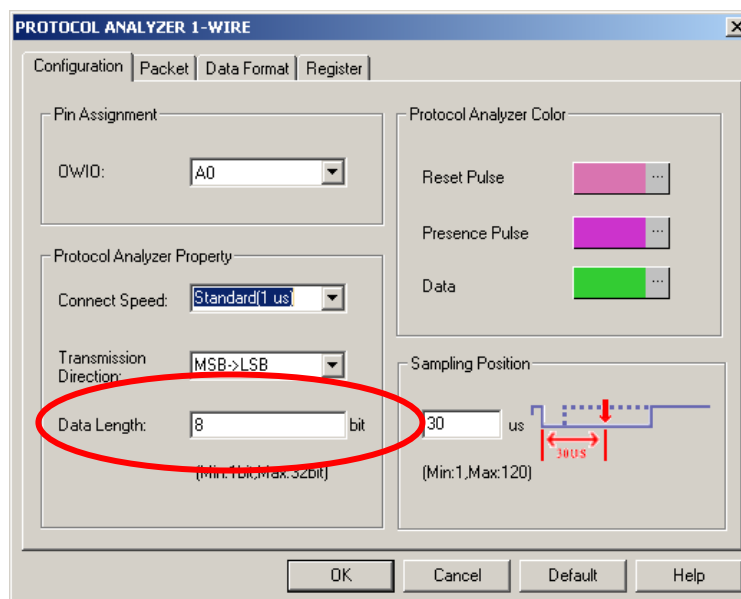 PROTOCOL ANALYZER 1-WIRE
Configuration Packet Data Format Register
Pin Assignment
OWIO: A0
Protocol Analyzer Property
Connect Speed: Standard(1 us)
Transmission
Direction: MSB->LSB
Data Length: 8 bit
(Min:1bit,Max:32bit)
Protocol Analyzer Color
Reset Pulse ...
Presence Pulse ...
Data ...
Sampling Position
30 us
30US
(Min:1,Max:120)
OK Cancel Default Help